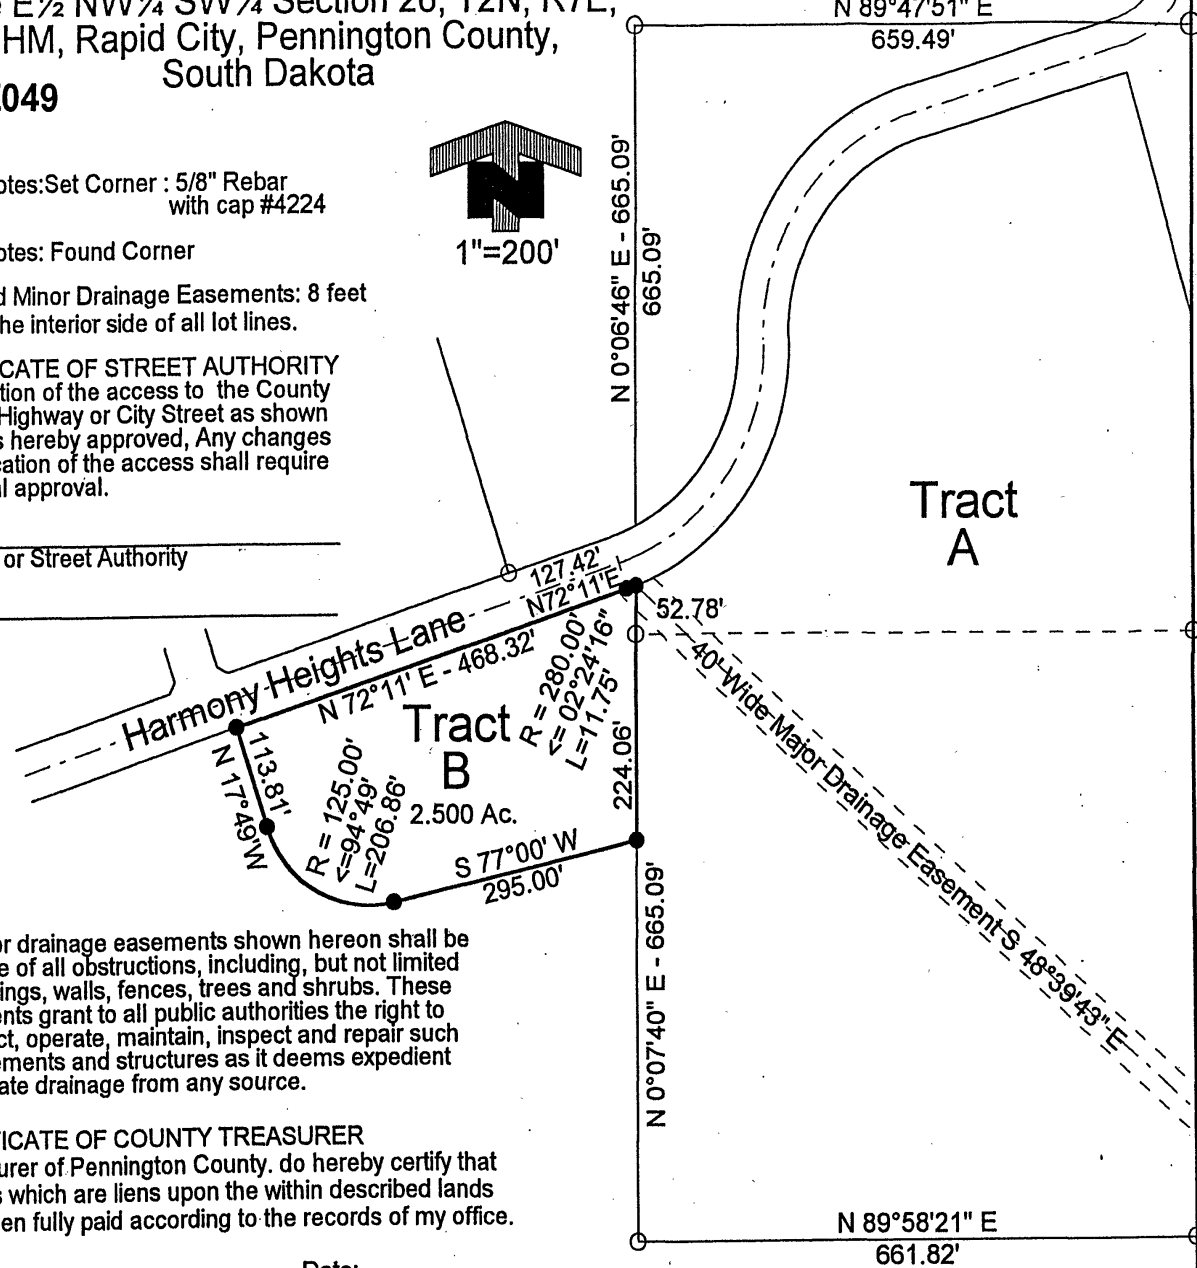 E½ NW¼ SW¼ Section 26, T2N, R7E,
HM, Rapid City, Pennington County,
South Dakota
049
otes:Set Corner : 5/8" Rebar
with cap #4224
otes: Found Corner
d Minor Drainage Easements: 8 feet
he interior side of all lot lines.
CATE OF STREET AUTHORITY
tion of the access to the County
Highway or City Street as shown
s hereby approved, Any changes
cation of the access shall require
al approval.
or Street Authority
N
1"=200'
N 89°47'51" E
659.49'
N 0°06'46" E - 665.09'
665.09'
Tract
A
127.42'
N72°11'E
52.78'
Harmony Heights Lane
N 72°11' E - 468.32'
R = 280.00'
<= 02°24'16"
L=11.75'
Tract
B
2.500 Ac.
224.06'
113.81'
N 17°49'W
R = 125.00'
<=94°49'
L=206.86'
S 77°00' W
295.00'
40' Wide Major Drainage Easement S 48°39'43" E
N 0°07'40" E - 665.09'
or drainage easements shown hereon shall be
e of all obstructions, including, but not limited
ings, walls, fences, trees and shrubs. These
ents grant to all public authorities the right to
ct, operate, maintain, inspect and repair such
ements and structures as it deems expedient
ate drainage from any source.
ICATE OF COUNTY TREASURER
urer of Pennington County. do hereby certify that
s which are liens upon the within described lands
en fully paid according to the records of my office.
Date:
N 89°58'21" E
661.82'